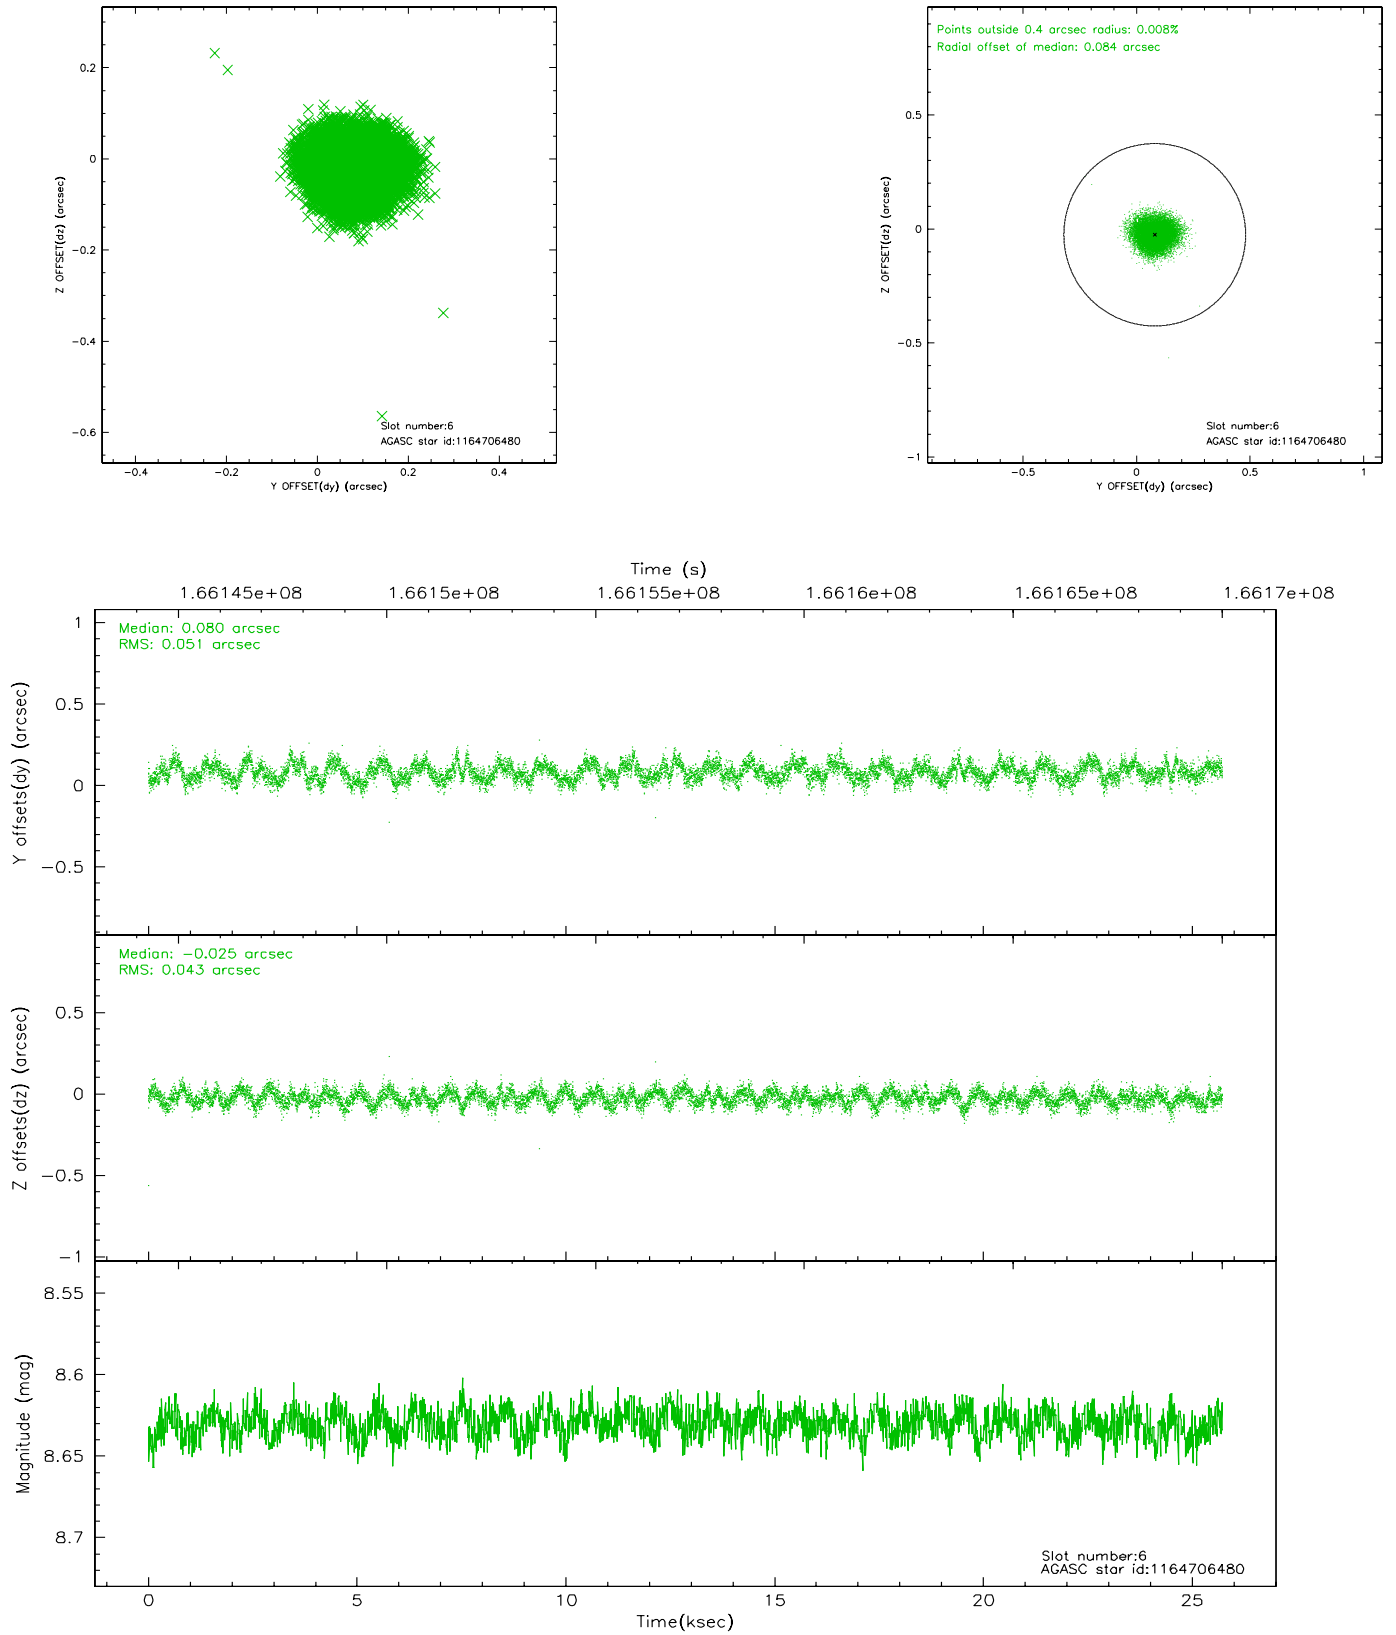 0.2
0
−0.2
−0.4
−0.6
Z OFFSET(dz) (arcsec)
Slot number:6
AGASC star id:1164706480
−0.4 −0.2 0 0.2 0.4
Y OFFSET(dy) (arcsec)
Points outside 0.4 arcsec radius: 0.008%
Radial offset of median: 0.084 arcsec
0.5
0
−0.5
−1
Z OFFSET(dz) (arcsec)
Slot number:6
AGASC star id:1164706480
−0.5 0 0.5 1
Y OFFSET(dy) (arcsec)
Time (s)
1.66145e+08 1.6615e+08 1.66155e+08 1.6616e+08 1.66165e+08 1.6617e+08
Median: 0.080 arcsec
RMS: 0.051 arcsec
1
0.5
0
−0.5
Y offsets(dy) (arcsec)
Median: −0.025 arcsec
RMS: 0.043 arcsec
0.5
0
−0.5
−1
Z offsets(dz) (arcsec)
8.55
8.6
8.65
8.7
Magnitude (mag)
Slot number:6
AGASC star id:1164706480
0 5 10 15 20 25
Time(ksec)